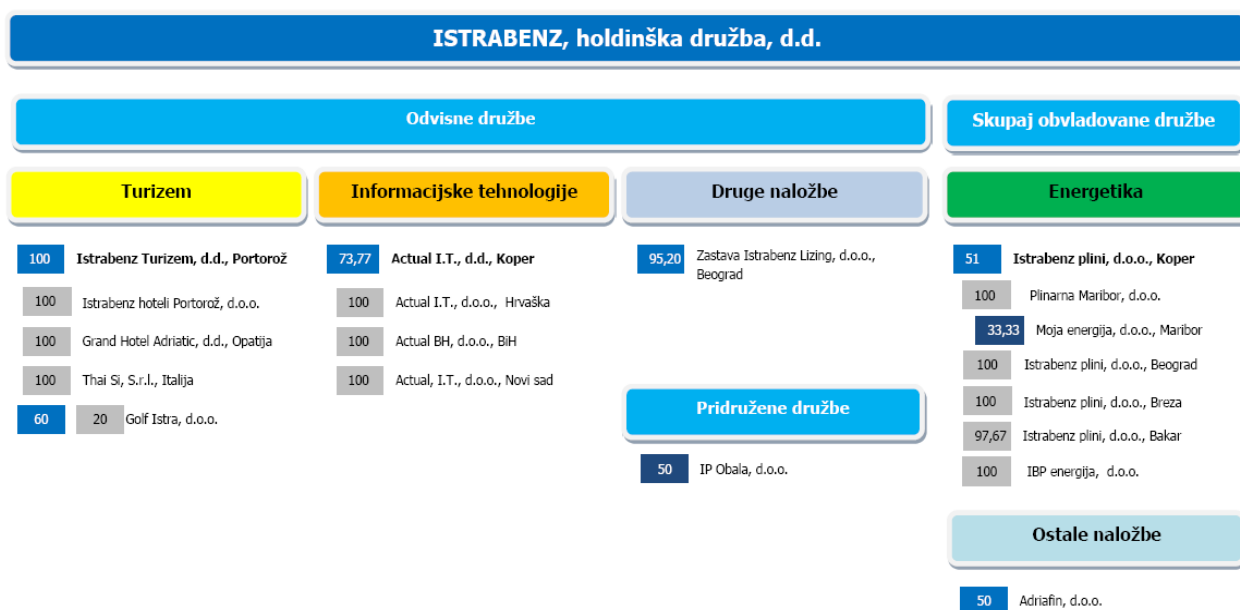 ISTRABENZ, holdinška družba, d.d.
Odvisne družbe
Skupaj obvladovane družbe
Turizem
Informacijske tehnologije
Druge naložbe
Energetika
100 Istrabenz Turizem, d.d., Portorož
100 Istrabenz hoteli Portorož, d.o.o.
100 Grand Hotel Adriatic, d.d., Opatija
100 Thai Si, S.r.l., Italija
60 20 Golf Istra, d.o.o.
73,77 Actual I.T., d.d., Koper
100 Actual I.T., d.o.o., Hrvaška
100 Actual BH, d.o.o., BiH
100 Actual, I.T., d.o.o., Novi sad
95,20 Zastava Istrabenz Lizing, d.o.o.,
Beograd
Pridružene družbe
50 IP Obala, d.o.o.
51 Istrabenz plini, d.o.o., Koper
100 Plinarna Maribor, d.o.o.
33,33 Moja energija, d.o.o., Maribor
100 Istrabenz plini, d.o.o., Beograd
100 Istrabenz plini, d.o.o., Breza
97,67 Istrabenz plini, d.o.o., Bakar
100 IBP energija, d.o.o.
Ostale naložbe
50 Adriafin, d.o.o.